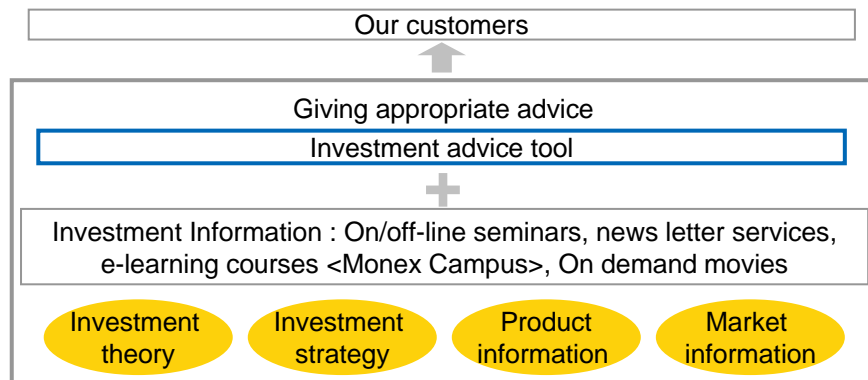 Our customers
Giving appropriate advice
Investment advice tool
Investment Information : On/off-line seminars, news letter services,
e-learning courses <Monex Campus>, On demand movies
Investment
theory
Investment
strategy
Product
information
Market
information